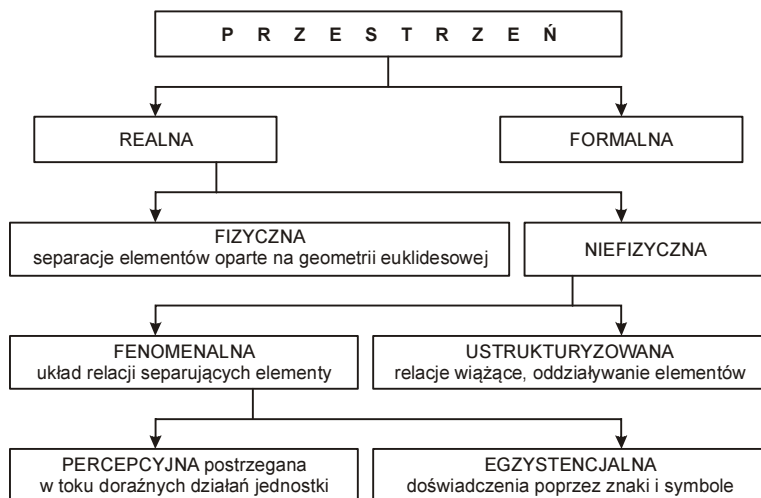 P R Z E S T R Z E Ń
REALNA
FORMALNA
FIZYCZNA
separacje elementów oparte na geometrii euklidesowej
NIEFIZYCZNA
FENOMENALNA
układ relacji separujących elementy
USTRUKTURYZOWANA
relacje wiążące, oddziaływanie elementów
PERCEPCYJNA postrzegana
w toku doraźnych działań jednostki
EGZYSTENCJALNA
doświadczenia poprzez znaki i symbole